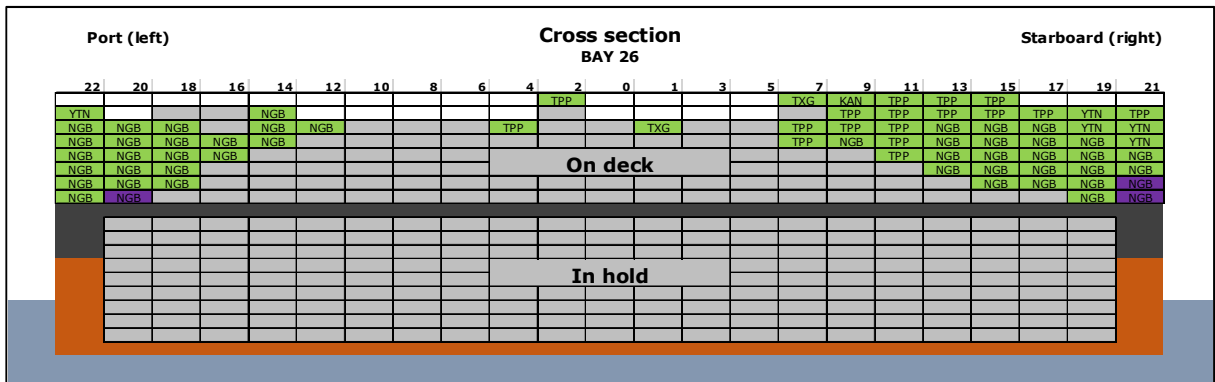 Port (left) Cross section Starboard (right)
BAY 26
22 20 18 16 14 12 10 8 6 4 2 0 1 3 5 7 9 11 13 15 17 19 21
TPP TXG KAN TPP TPP TPP
YTN NGB TPP TPP TPP TPP TPP YTN TPP
NGB NGB NGB NGB NGB TPP TXG TPP TPP TPP NGB NGB NGB YTN YTN
NGB NGB NGB NGB NGB TPP NGB TPP NGB NGB NGB NGB YTN
NGB NGB NGB NGB TPP NGB NGB NGB NGB NGB
On deck
NGB NGB NGB NGB NGB NGB NGB NGB
NGB NGB NGB NGB NGB NGB NGB
NGB NGB NGB NGB
In hold